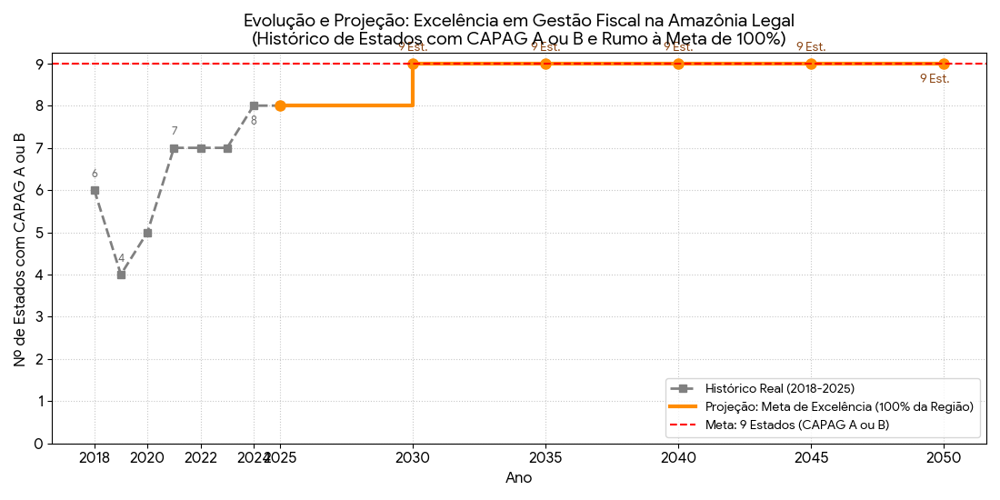 Evolução e Projeção: Excelência em Gestão Fiscal na Amazônia Legal
(Histórico de Estados com CAPAG A ou B e Rumo à Meta de 100%)
9 Est.
9 Est.
9 Est.
9 Est.
9 Est.
Nº de Estados com CAPAG A ou B
9
8
7
6
5
4
3
2
1
0
6
4
7
8
Histórico Real (2018-2025)
Projeção: Meta de Excelência (100% da Região)
Meta: 9 Estados (CAPAG A ou B)
2018
2020
2022
2024
2025
2030
2035
2040
2045
2050
Ano